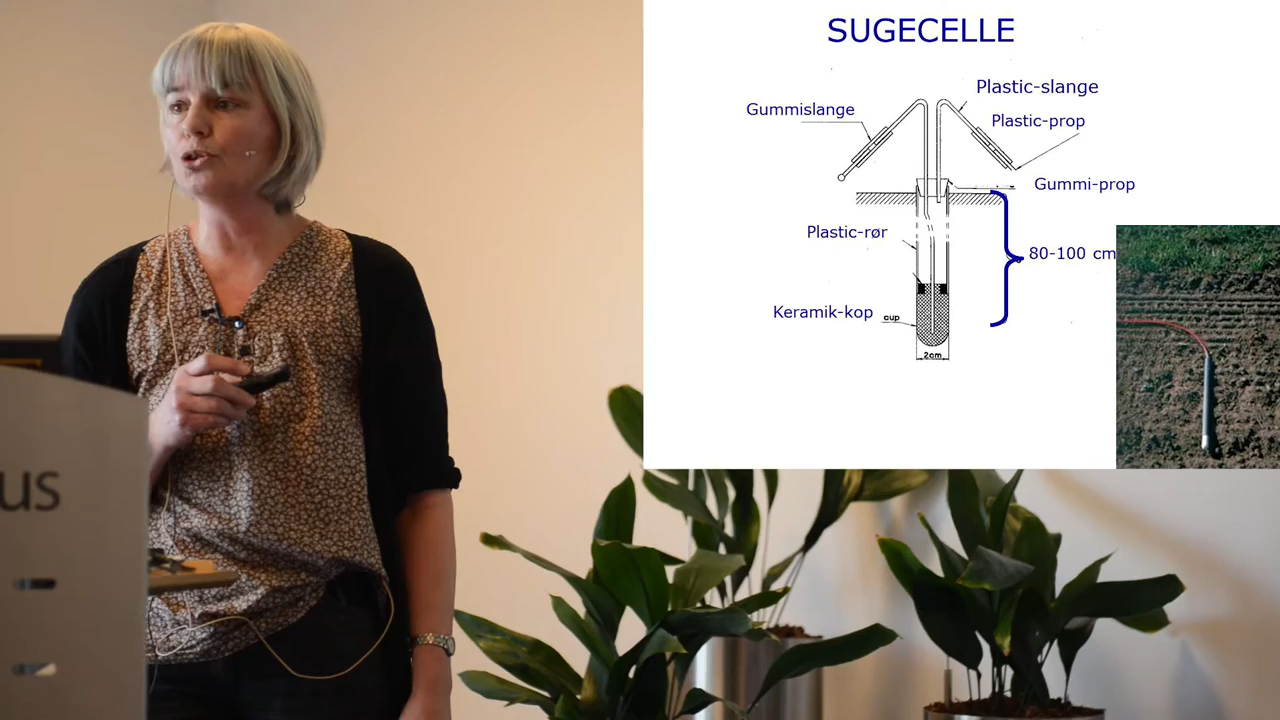 SUGECELLE
Plastic-slange
Gummislange
Plastic-prop
Gummi-prop
Plastic-rør
80-100 cm
Keramik-kop
cup
2cm
us